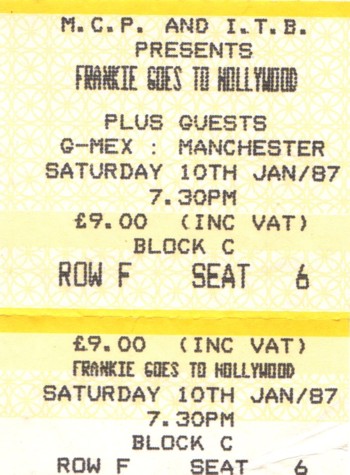 M.C.P. AND I.T.B.
PRESENTS
FRANKIE GOES TO HOLLYWOOD
PLUS GUESTS
G-MEX : MANCHESTER
SATURDAY 10TH JAN/87
7.30PM
£9.00 (INC VAT)
BLOCK C
ROW F SEAT 6
£9.00 (INC VAT)
FRANKIE GOES TO HOLLYWOOD
SATURDAY 10TH JAN/87
7.30PM
BLOCK C
ROW F SEAT 6